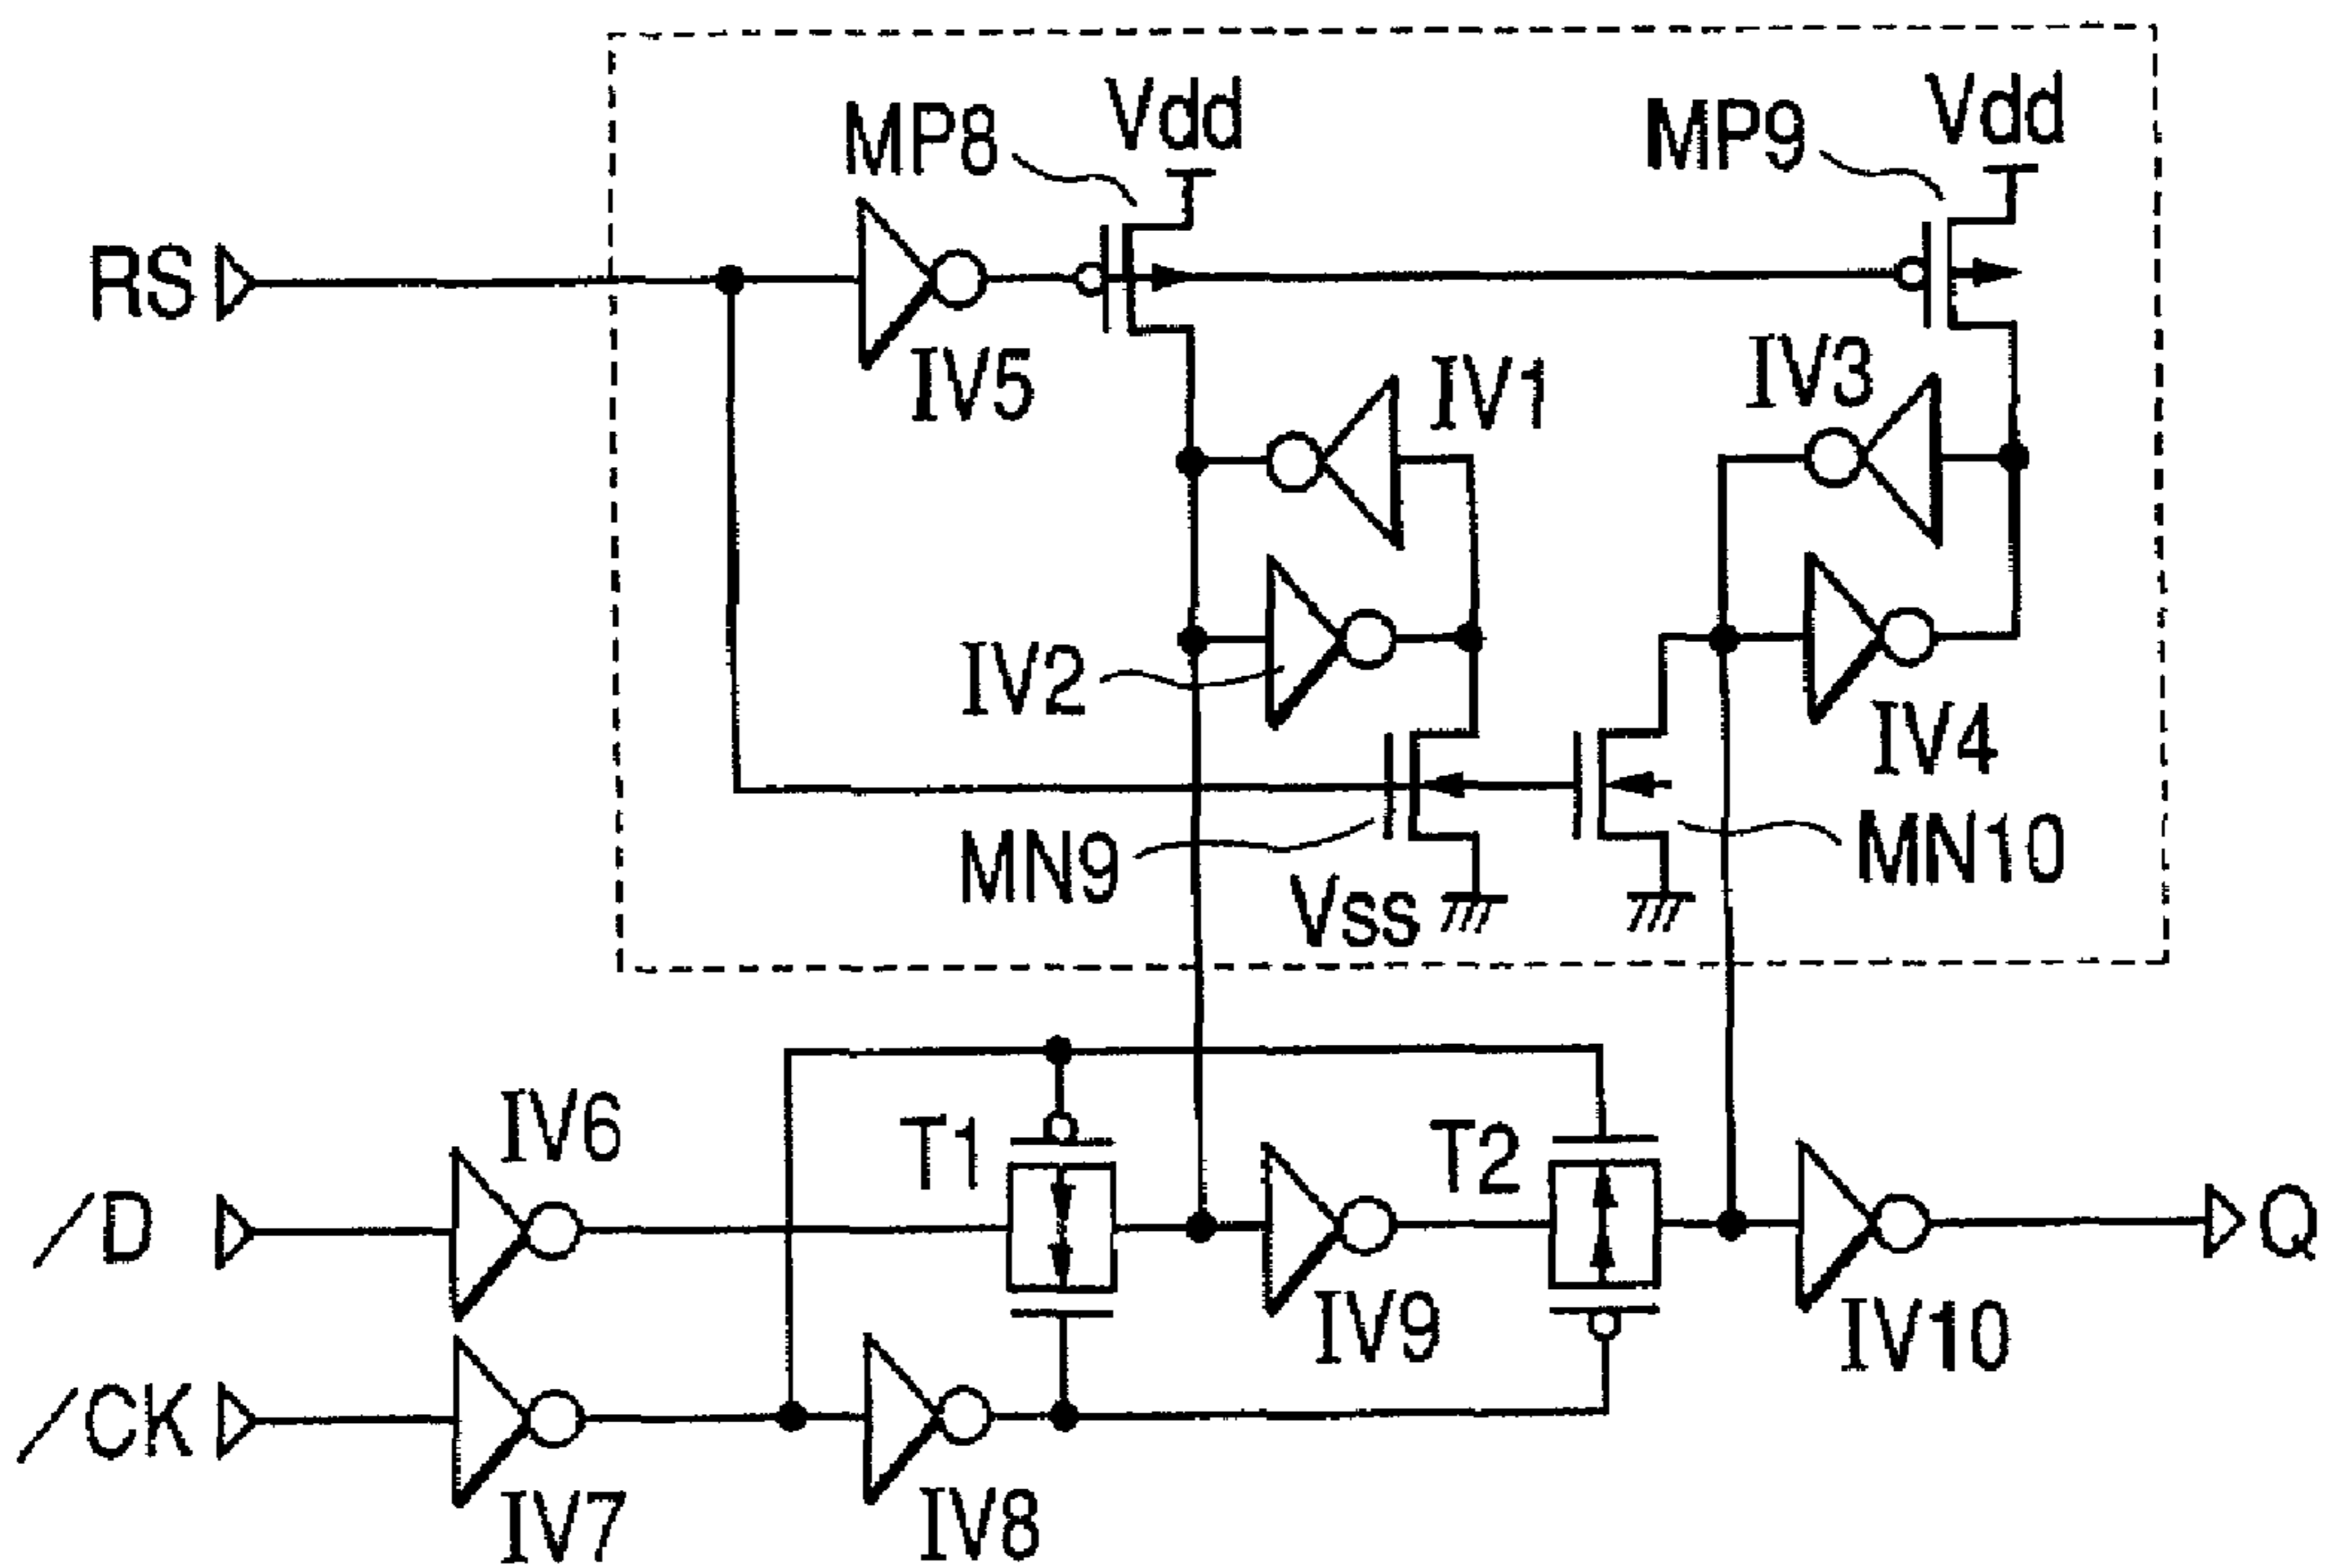 MP8
Vdd
MP9
Vdd
RS
IV5
IV1
IV3
IV2
IV4
MN9
Vss
MN10
IV6
T1
T2
/D
Q
IV9
IV10
/CK
IV7
IV8